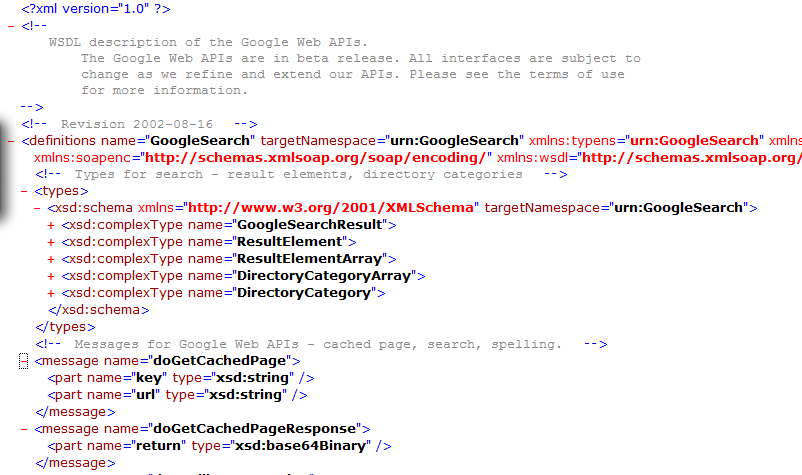 <?xml version="1.0" ?>
- <!--
WSDL description of the Google Web APIs.
The Google Web APIs are in beta release. All interfaces are subject to
change as we refine and extend our APIs. Please see the terms of use
for more information.
-->
<!-- Revision 2002-08-16 -->
- <definitions name="GoogleSearch" targetNamespace="urn:GoogleSearch" xmlns:typens="urn:GoogleSearch" xmlns
xmlns:soapenc="http://schemas.xmlsoap.org/soap/encoding/" xmlns:wsdl="http://schemas.xmlsoap.org/
<!-- Types for search - result elements, directory categories -->
- <types>
- <xsd:schema xmlns="http://www.w3.org/2001/XMLSchema" targetNamespace="urn:GoogleSearch">
+ <xsd:complexType name="GoogleSearchResult">
+ <xsd:complexType name="ResultElement">
+ <xsd:complexType name="ResultElementArray">
+ <xsd:complexType name="DirectoryCategoryArray">
+ <xsd:complexType name="DirectoryCategory">
</xsd:schema>
</types>
<!-- Messages for Google Web APIs - cached page, search, spelling. -->
- <message name="doGetCachedPage">
<part name="key" type="xsd:string" />
<part name="url" type="xsd:string" />
</message>
- <message name="doGetCachedPageResponse">
<part name="return" type="xsd:base64Binary" />
</message>